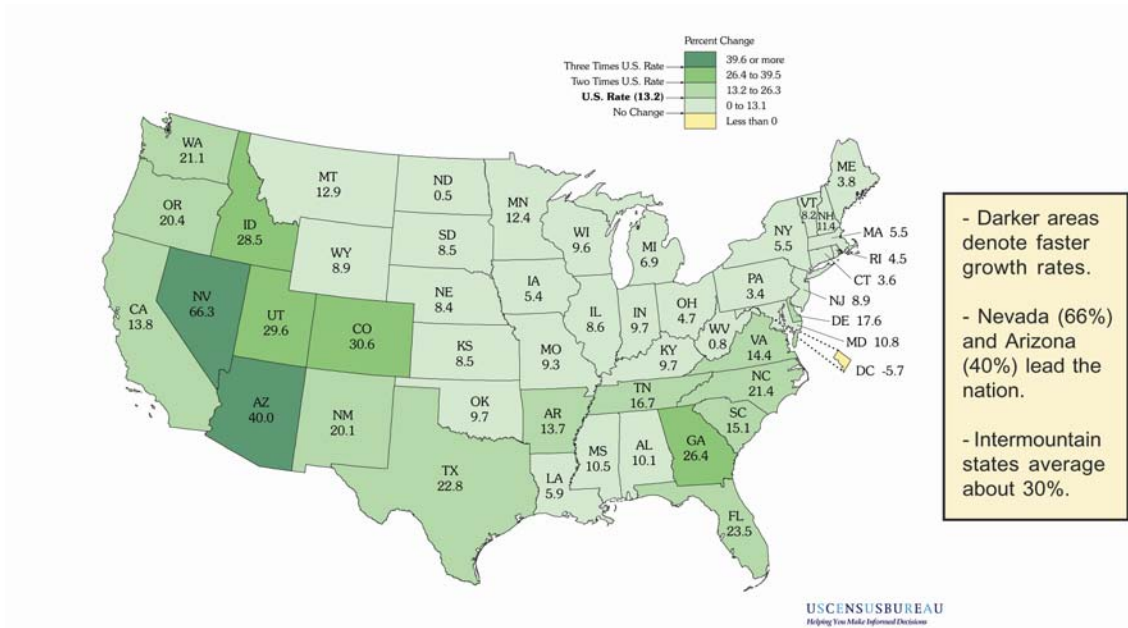 Percent Change
Three Times U.S. Rate
39.6 or more
Two Times U.S. Rate
26.4 to 39.5
U.S. Rate (13.2)
13.2 to 26.3
No Change
0 to 13.1
Less than 0
WA
21.1
OR
20.4
CA
13.8
ID
28.5
NV
66.3
AZ
40.0
UT
29.6
MT
12.9
WY
8.9
CO
30.6
NM
20.1
ND
0.5
SD
8.5
NE
8.4
KS
8.5
OK
9.7
TX
22.8
MN
12.4
IA
5.4
MO
9.3
AR
13.7
LA
5.9
WI
9.6
IL
8.6
MS
10.5
MI
6.9
IN
9.7
OH
4.7
KY
9.7
TN
16.7
AL
10.1
GA
26.4
FL
23.5
SC
15.1
NC
21.4
VA
14.4
WV
0.8
PA
3.4
NY
5.5
VT
8.2
NH
11.4
ME
3.8
MA 5.5
RI 4.5
CT 3.6
NJ 8.9
DE 17.6
MD 10.8
DC -5.7
- Darker areas
denote faster
growth rates.
- Nevada (66%)
and Arizona
(40%) lead the
nation.
- Intermountain
states average
about 30%.
USCENSUSBUREAU
Helping You Make Informed Decisions